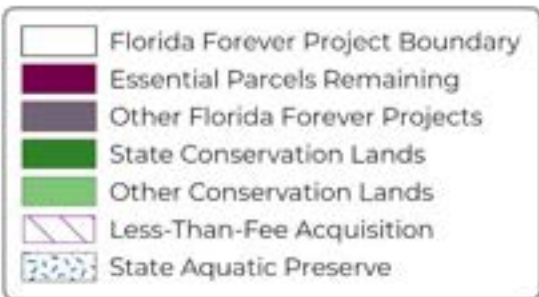 Florida Forever Project Boundary
Essential Parcels Remaining
Other Florida Forever Projects
State Conservation Lands
Other Conservation Lands
Less-Than-Fee Acquisition
State Aquatic Preserve